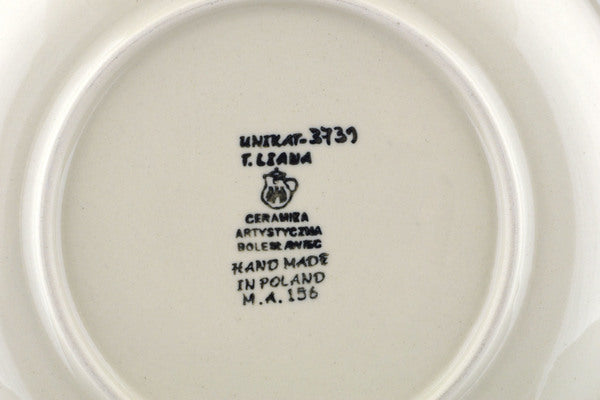 UNIKAT-3739
T. LIANA
CERAMIKA
ARTYSTYCZNA
BOLESŁAWIEC
HAND MADE
IN POLAND
M.A. 156